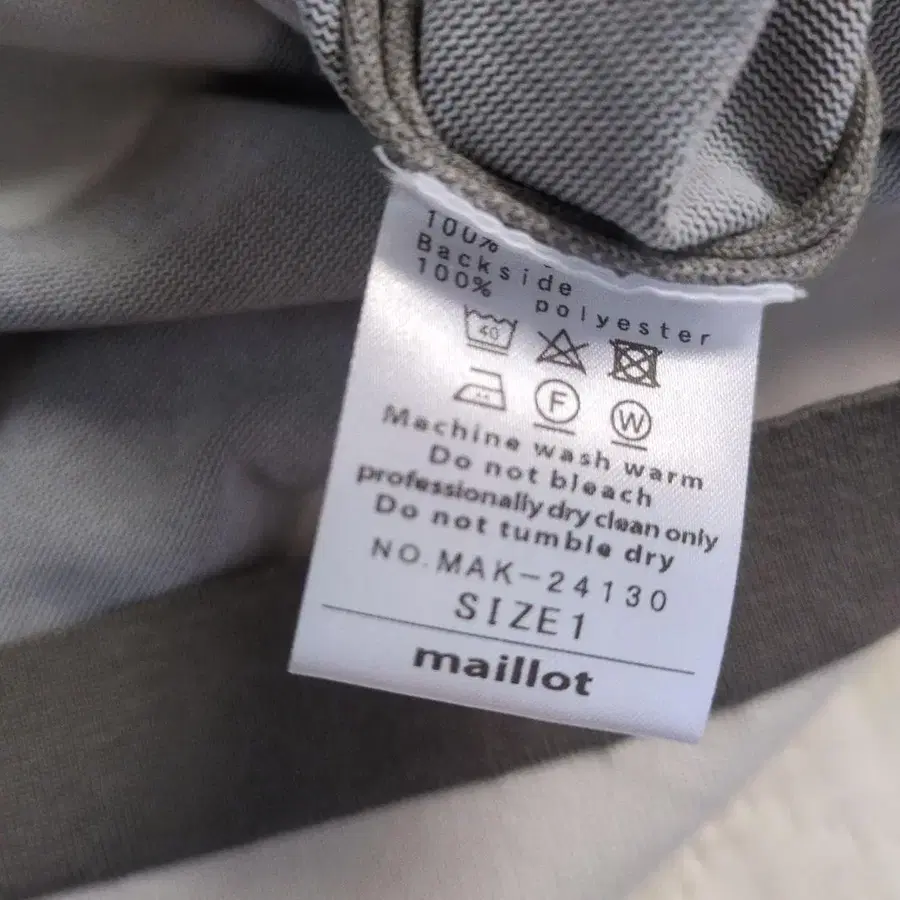 100%
Backside
100% polyester
40
F W
Machine wash warm
Do not bleach
professionally dry clean only
Do not tumble dry
NO.MAK-24130
SIZE1
maillot